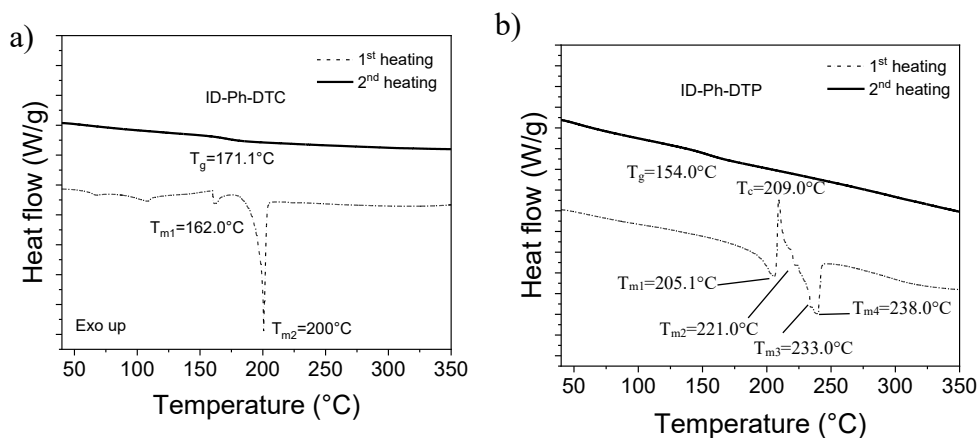 a)
1st heating
2nd heating
ID-Ph-DTC
Tg=171.1°C
Tm1=162.0°C
Tm2=200°C
Exo up
Heat flow (W/g)
50 100 150 200 250 300 350
Temperature (°C)
b)
1st heating
2nd heating
ID-Ph-DTP
Tg=154.0°C
Tc=209.0°C
Tm1=205.1°C
Tm2=221.0°C
Tm3=233.0°C
Tm4=238.0°C
Heat flow (W/g)
50 100 150 200 250 300 350
Temperature (°C)